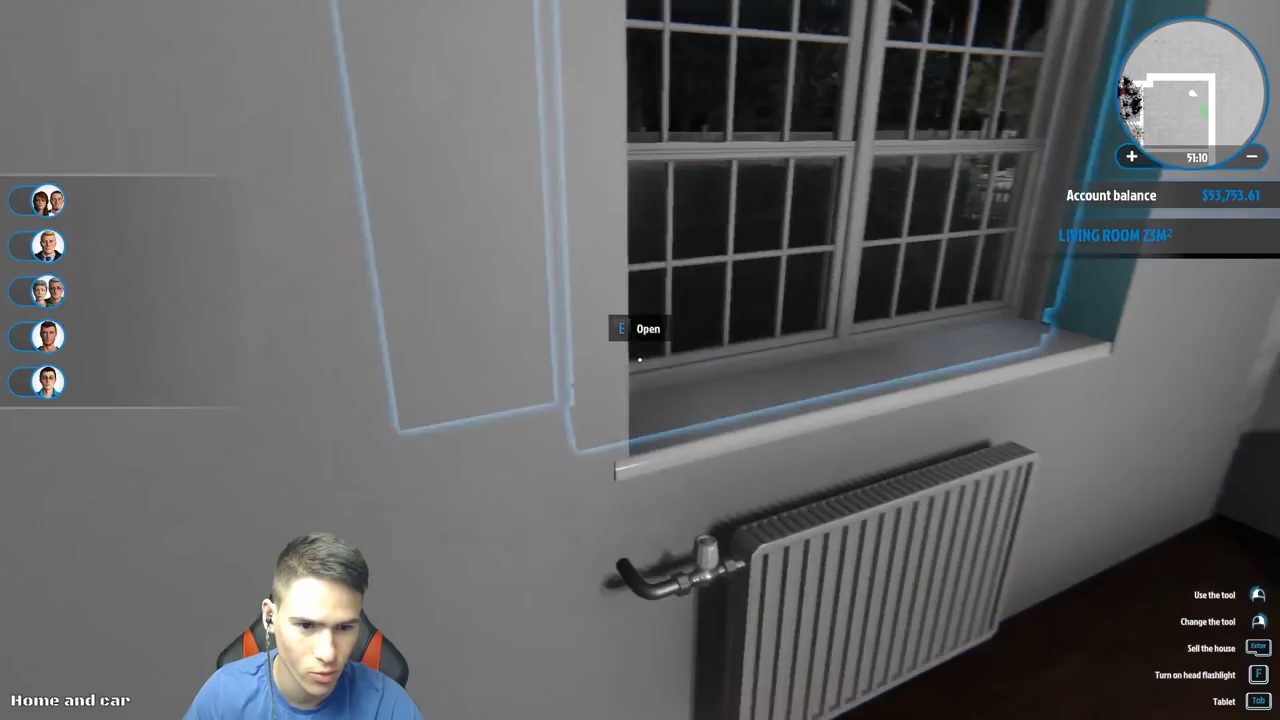 + 51:10 −
Account balance $53,753.61
LIVING ROOM 23M²
E Open
Use the tool
Change the tool
Sell the house Enter
Turn on head flashlight F
Tablet Tab
Home and car